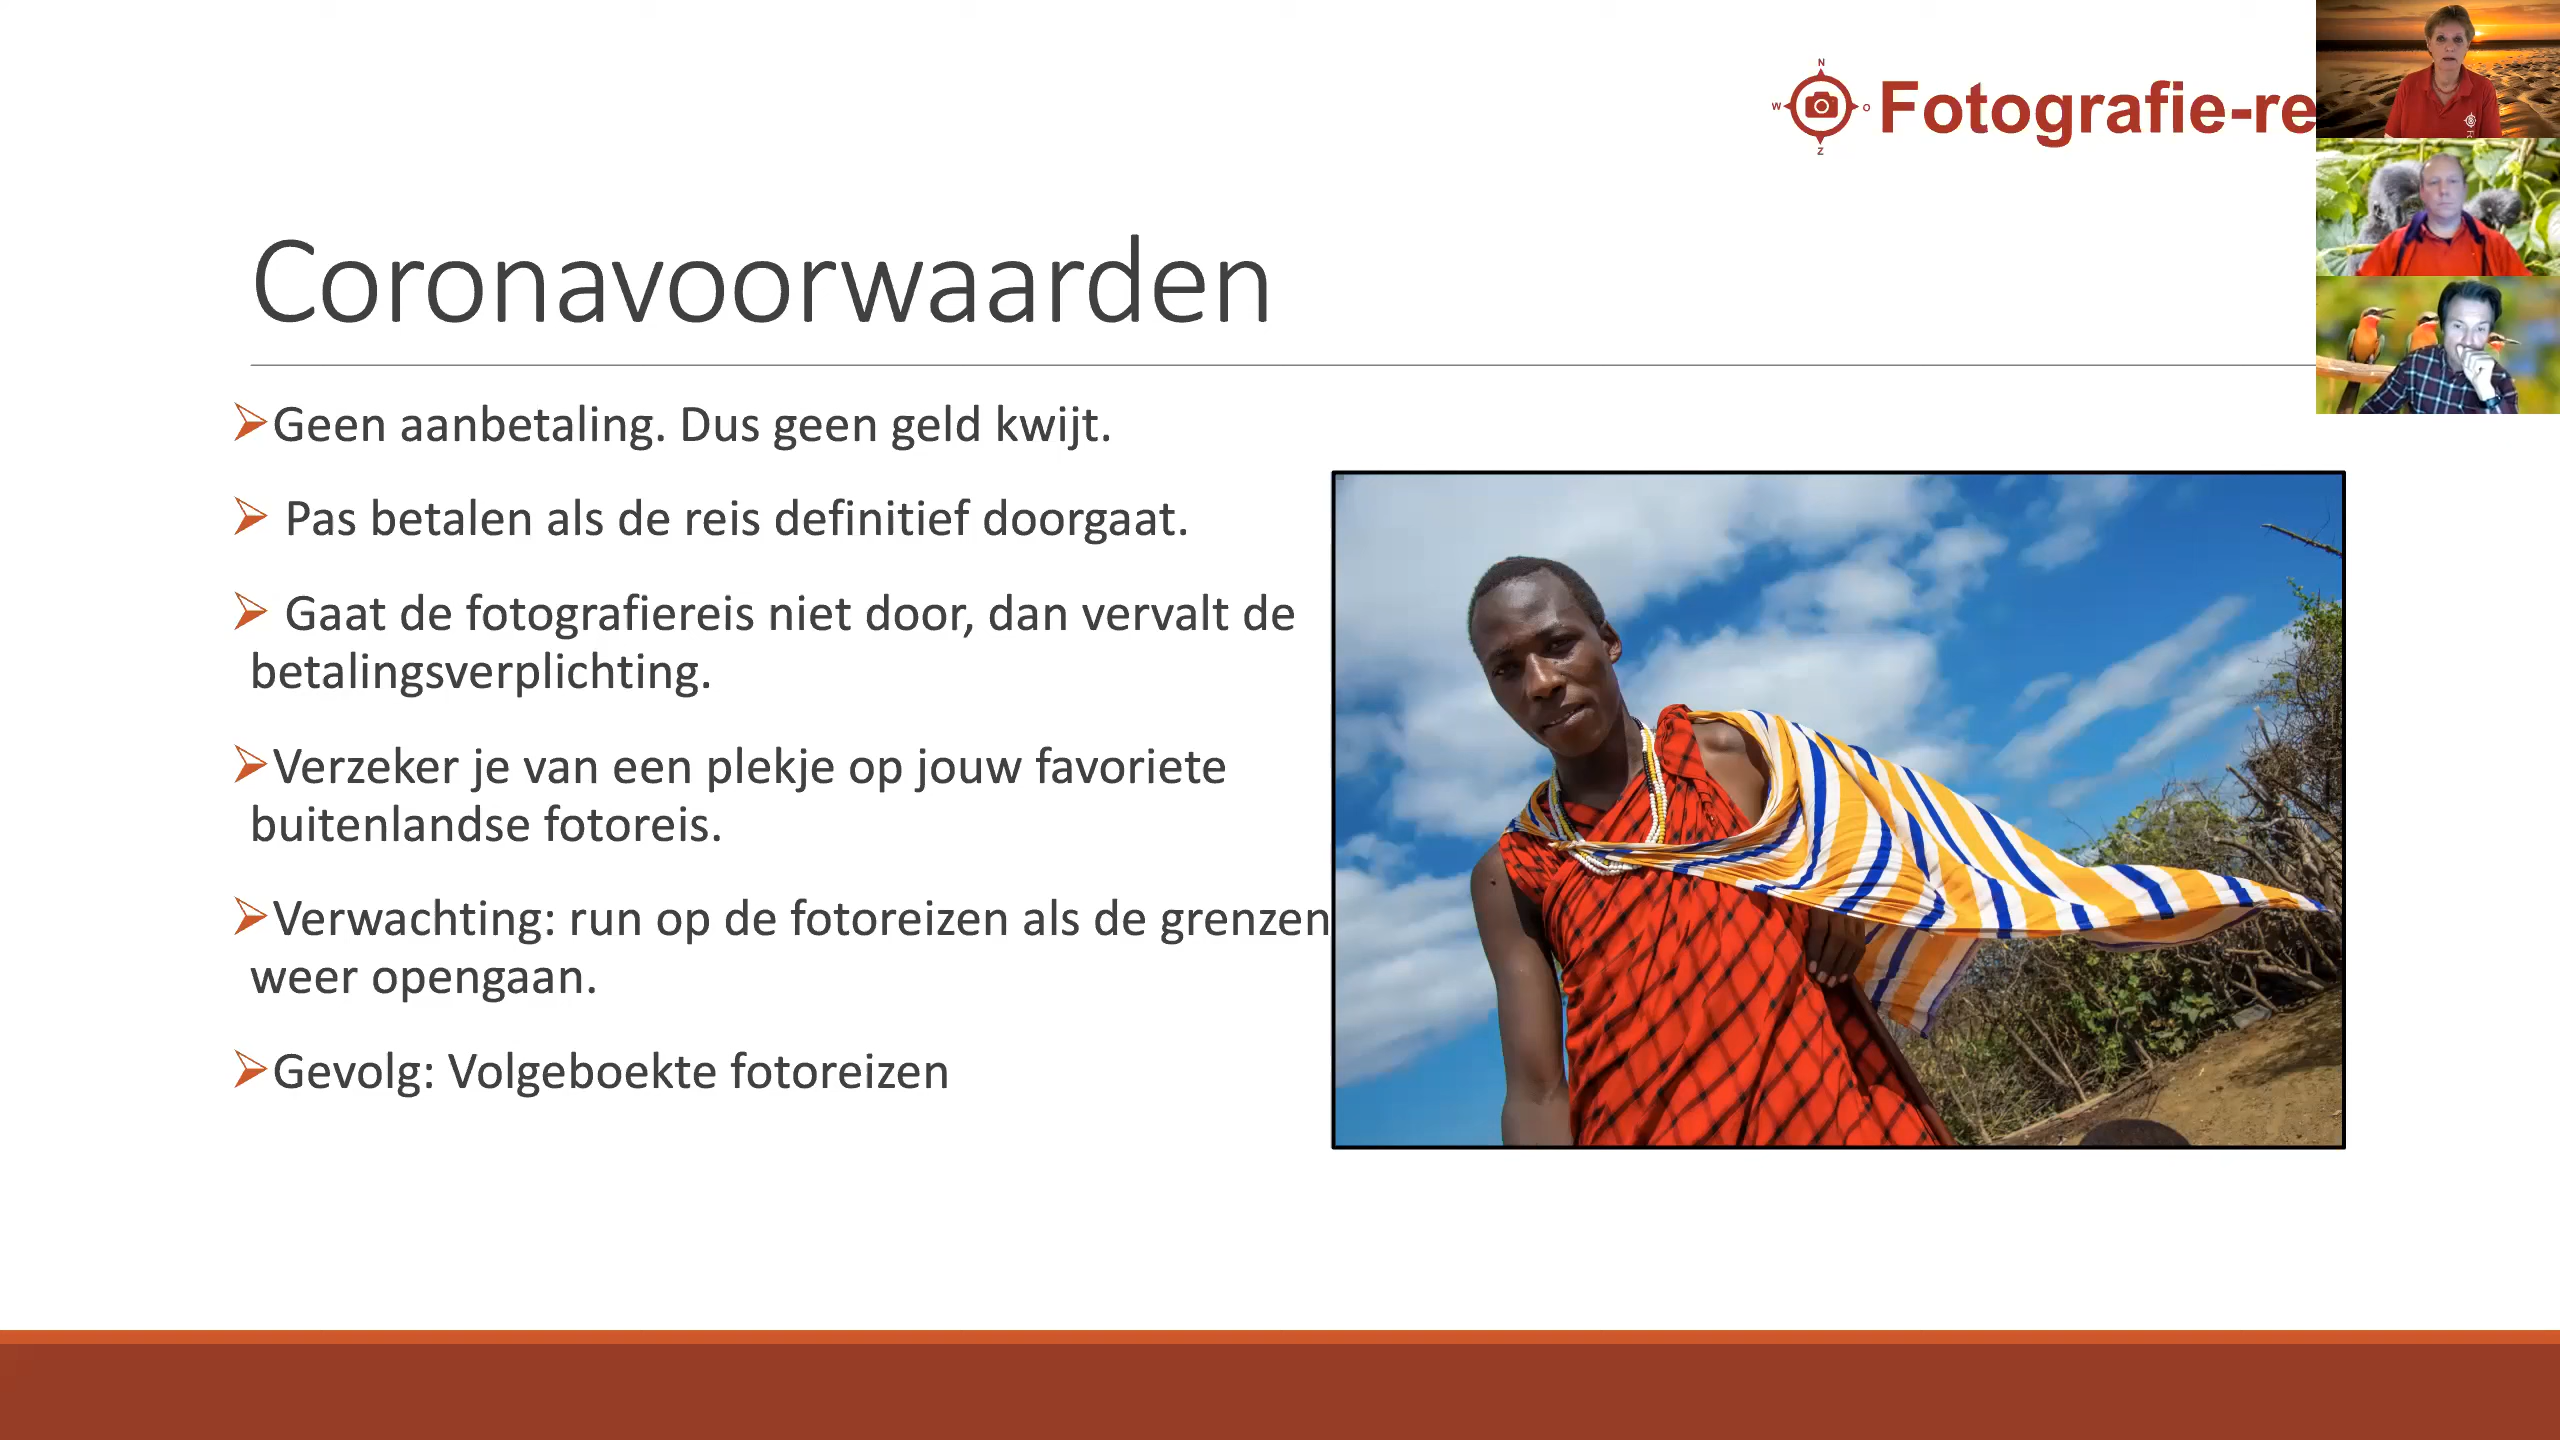 N
W
O
Z
Fotografie-re
Coronavoorwaarden
Geen aanbetaling. Dus geen geld kwijt.
Pas betalen als de reis definitief doorgaat.
Gaat de fotografiereis niet door, dan vervalt de
betalingsverplichting.
Verzeker je van een plekje op jouw favoriete
buitenlandse fotoreis.
Verwachting: run op de fotoreizen als de grenzen
weer opengaan.
Gevolg: Volgeboekte fotoreizen